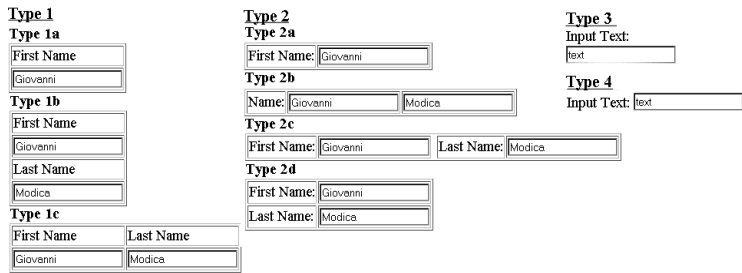 Type 1
Type 1a
First Name
Giovanni
Type 1b
First Name
Giovanni
Last Name
Modica
Type 1c
First Name Last Name
Giovanni Modica
Type 2
Type 2a
First Name: Giovanni
Type 2b
Name: Giovanni Modica
Type 2c
First Name: Giovanni Last Name: Modica
Type 2d
First Name: Giovanni
Last Name: Modica
Type 3
Input Text:
text
Type 4
Input Text: text